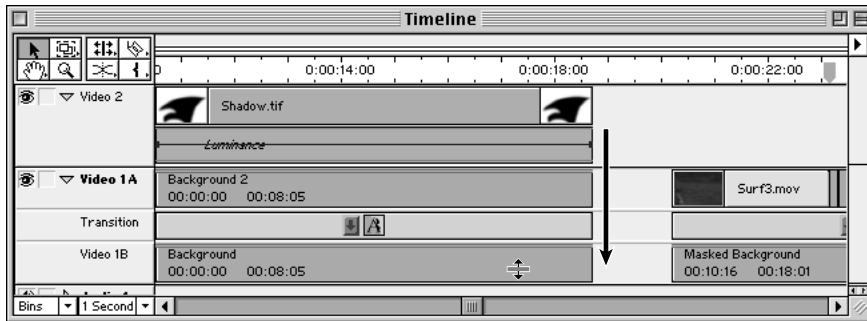 Timeline
0:00:14:00 0:00:18:00 0:00:22:00
Video 2
Shadow.tif
Luminance
Video 1A
Background 2
00:00:00 00:08:05
Surf3.mov
Transition
Video 1B
Background
00:00:00 00:08:05
Masked Background
00:10:16 00:18:01
Bins 1 Second